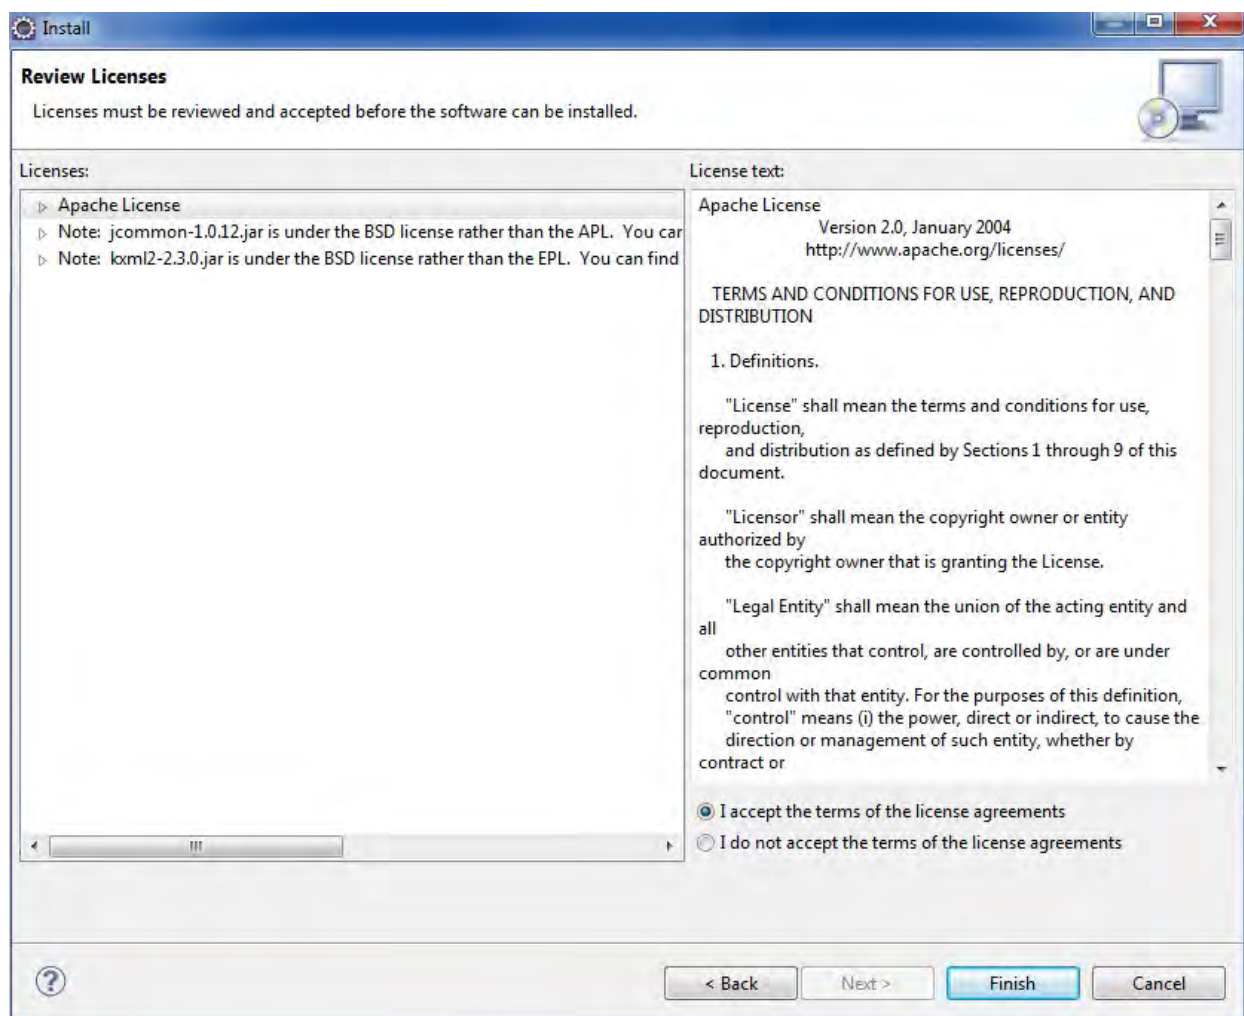 Install
Review Licenses
Licenses must be reviewed and accepted before the software can be installed.
Licenses:
Apache License
Note: jcommon-1.0.12.jar is under the BSD license rather than the APL. You can
Note: kxml2-2.3.0.jar is under the BSD license rather than the EPL. You can find
License text:
Apache License
Version 2.0, January 2004
http://www.apache.org/licenses/
TERMS AND CONDITIONS FOR USE, REPRODUCTION, AND
DISTRIBUTION
1. Definitions.
"License" shall mean the terms and conditions for use,
reproduction,
and distribution as defined by Sections 1 through 9 of this
document.
"Licensor" shall mean the copyright owner or entity
authorized by
the copyright owner that is granting the License.
"Legal Entity" shall mean the union of the acting entity and
all
other entities that control, are controlled by, or are under
common
control with that entity. For the purposes of this definition,
"control" means (i) the power, direct or indirect, to cause the
direction or management of such entity, whether by
contract or
I accept the terms of the license agreements
I do not accept the terms of the license agreements
< Back
Next >
Finish
Cancel